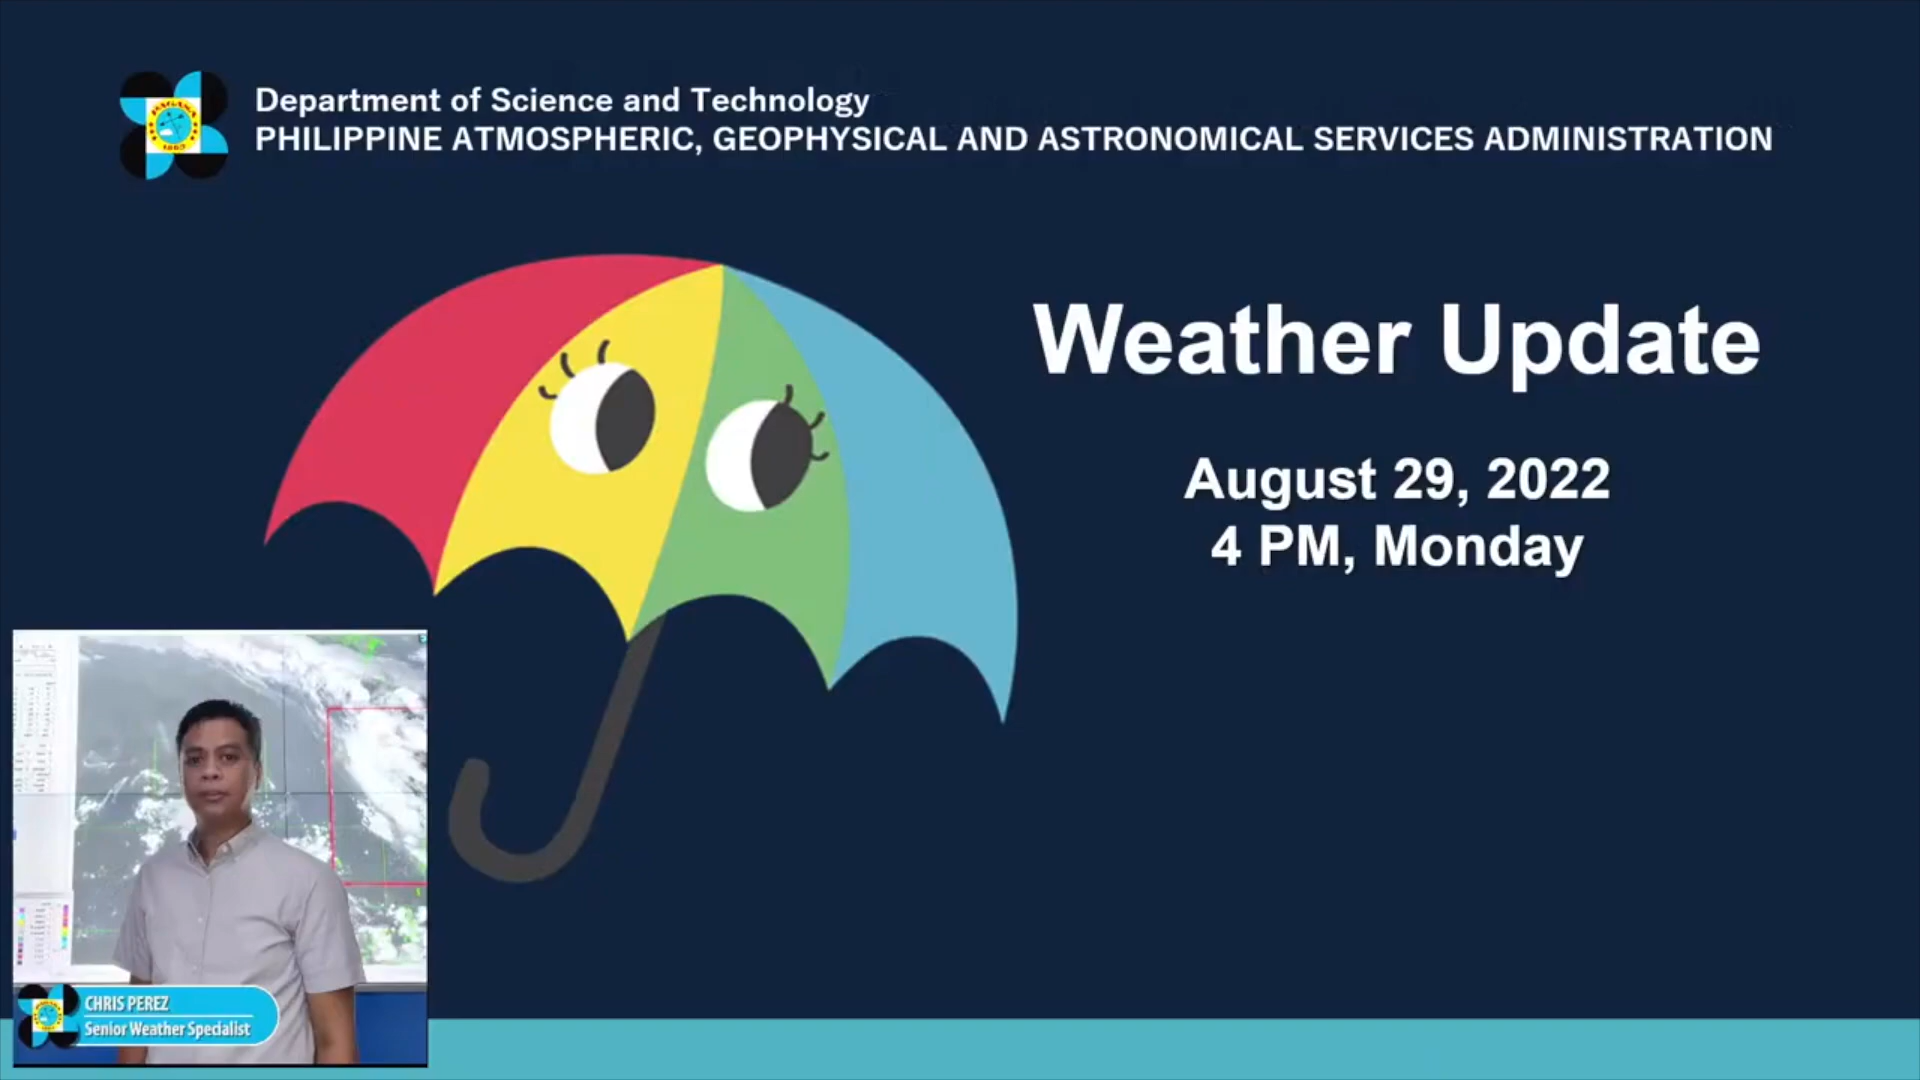 Department of Science and Technology
PHILIPPINE ATMOSPHERIC, GEOPHYSICAL AND ASTRONOMICAL SERVICES ADMINISTRATION
Weather Update
August 29, 2022
4 PM, Monday
CHRIS PEREZ
Senior Weather Specialist